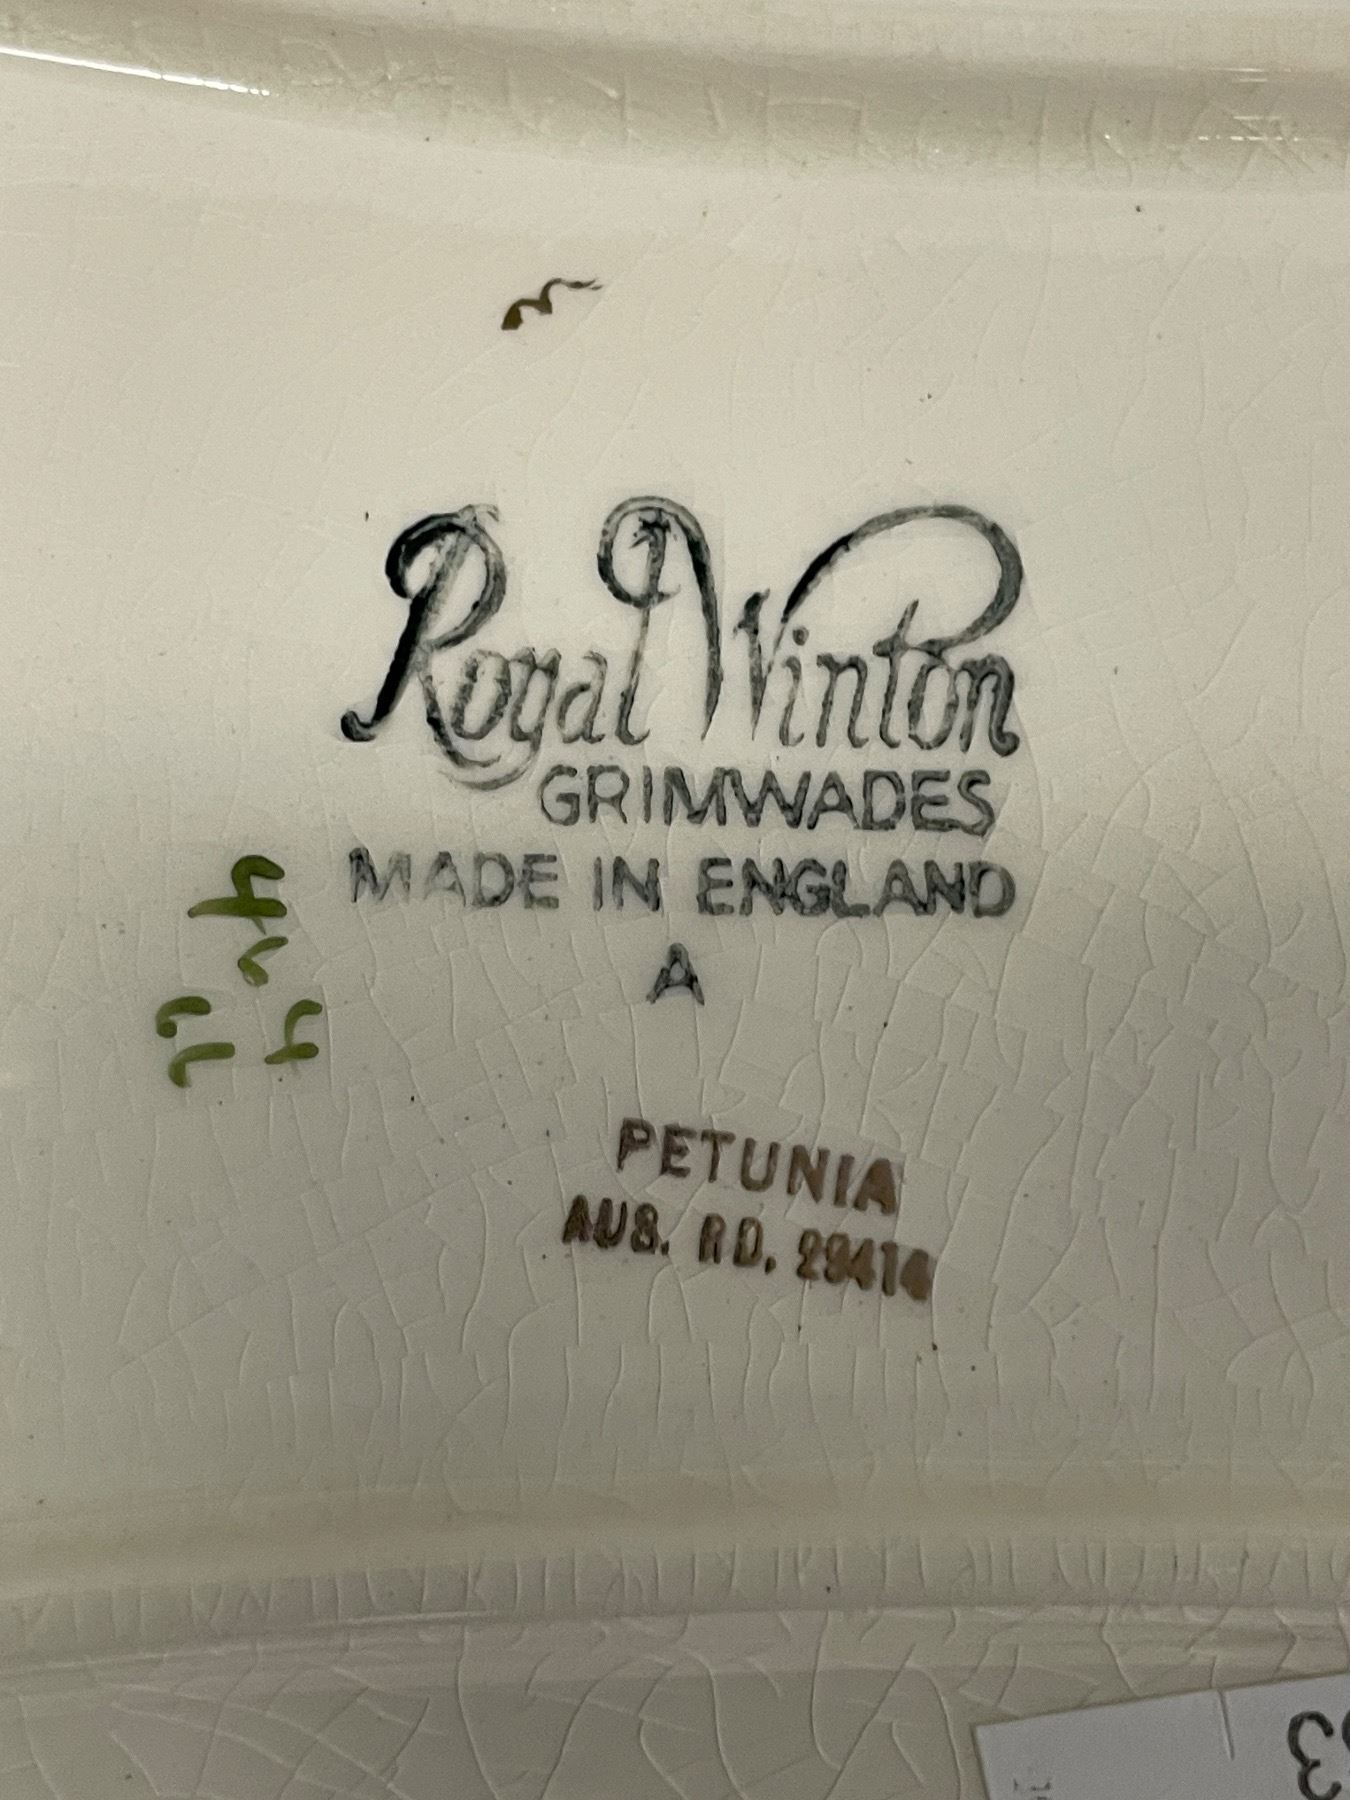 Royal Winton
GRIMWADES
MADE IN ENGLAND
A
PETUNIA
AUS. RD. 29414